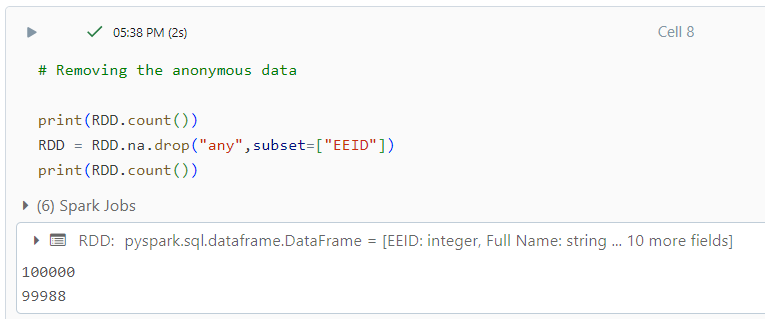 05:38 PM (2s)
Cell 8
# Removing the anonymous data
print(RDD.count())
RDD = RDD.na.drop("any",subset=["EEID"])
print(RDD.count())
(6) Spark Jobs
RDD: pyspark.sql.dataframe.DataFrame = [EEID: integer, Full Name: string ... 10 more fields]
100000
99988